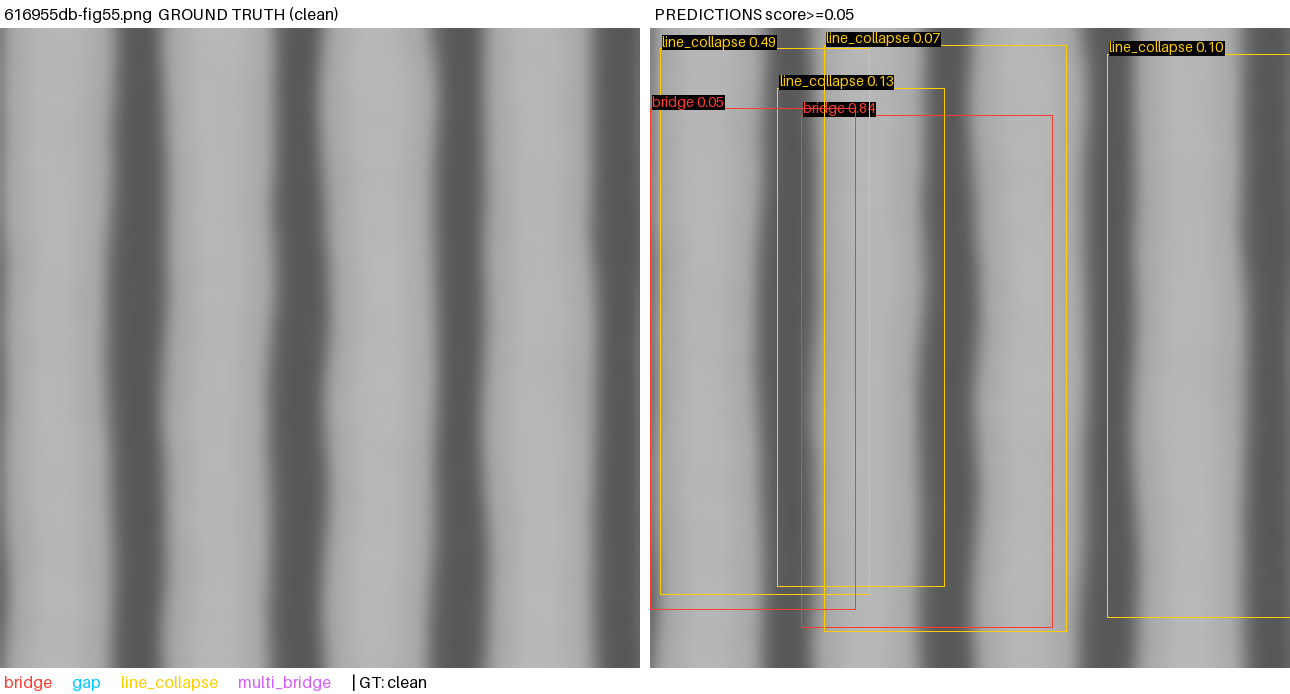 616955db-fig55.png  GROUND TRUTH (clean)
PREDICTIONS score>=0.05
line_collapse 0.49
line_collapse 0.07
line_collapse 0.10
line_collapse 0.13
bridge 0.05
bridge 0.84
bridge gap line_collapse multi_bridge | GT: clean